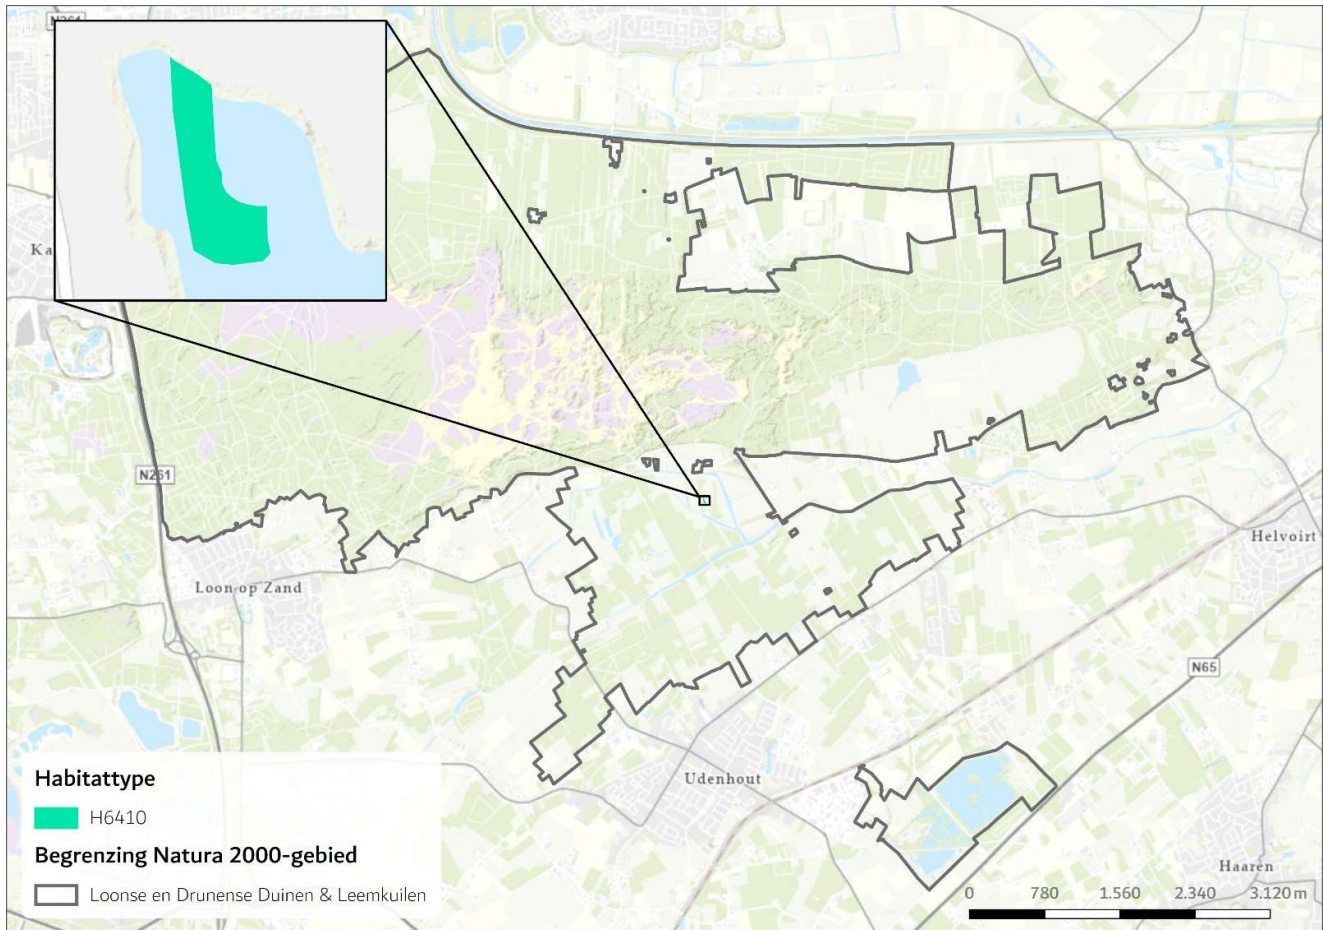 N261
Ka
N261
Loon op Zand
Helvoirt
N65
Udenhout
Haaren
Habitattype
H6410
Begrenzing Natura 2000-gebied
Loonse en Drunense Duinen & Leemkuilen
0 780 1.560 2.340 3.120 m